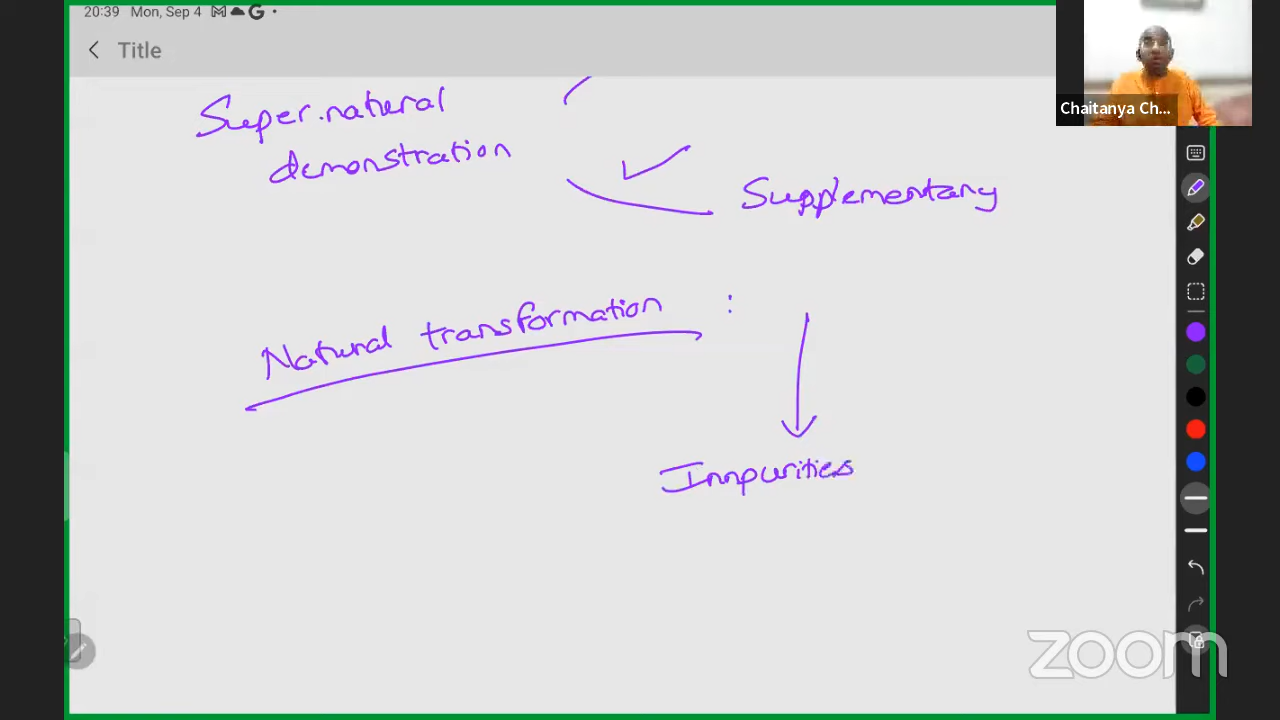 20:39 Mon, Sep 4
Title
Chaitanya Ch...
Super.natural
demonstration
Supplementary
Natural transformation :
Impurities
zoom